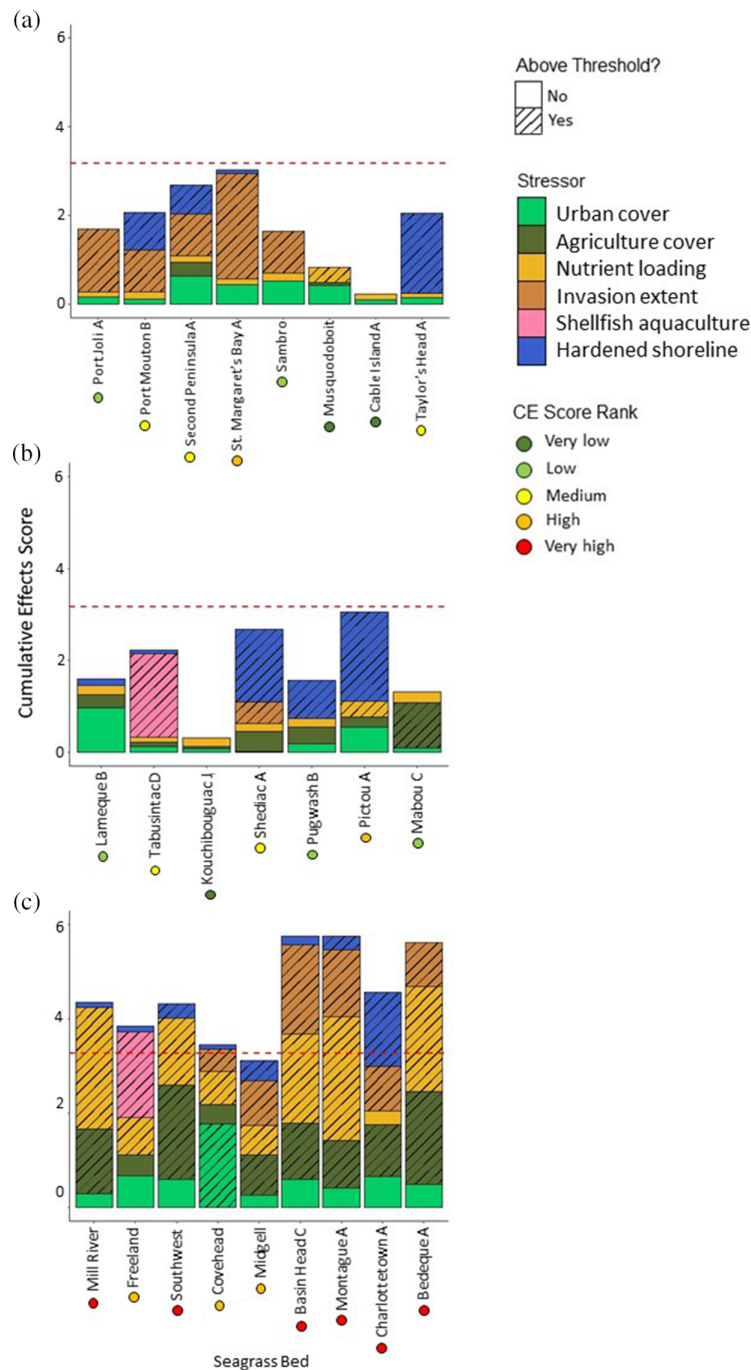 (a)
6
4
2
0
Port Joli A
Port Mouton B
Second Peninsula A
St. Margaret's Bay A
Sambro
Musquodoboit
Cable Island A
Taylor's Head A
Above Threshold?
No
Yes
Stressor
Urban cover
Agriculture cover
Nutrient loading
Invasion extent
Shellfish aquaculture
Hardened shoreline
CE Score Rank
Very low
Low
Medium
High
Very high
(b)
6
4
2
0
Cumulative Effects Score
Lameque B
Tabusintac D
Kouchibouguac J
Shediac A
Pugwash B
Pictou A
Mabou C
(c)
6
4
2
0
Mill River
Freeland
Southwest
Covehead
Midgell
Basin Head C
Montague A
Charlottetown A
Bedeque A
Seagrass Bed